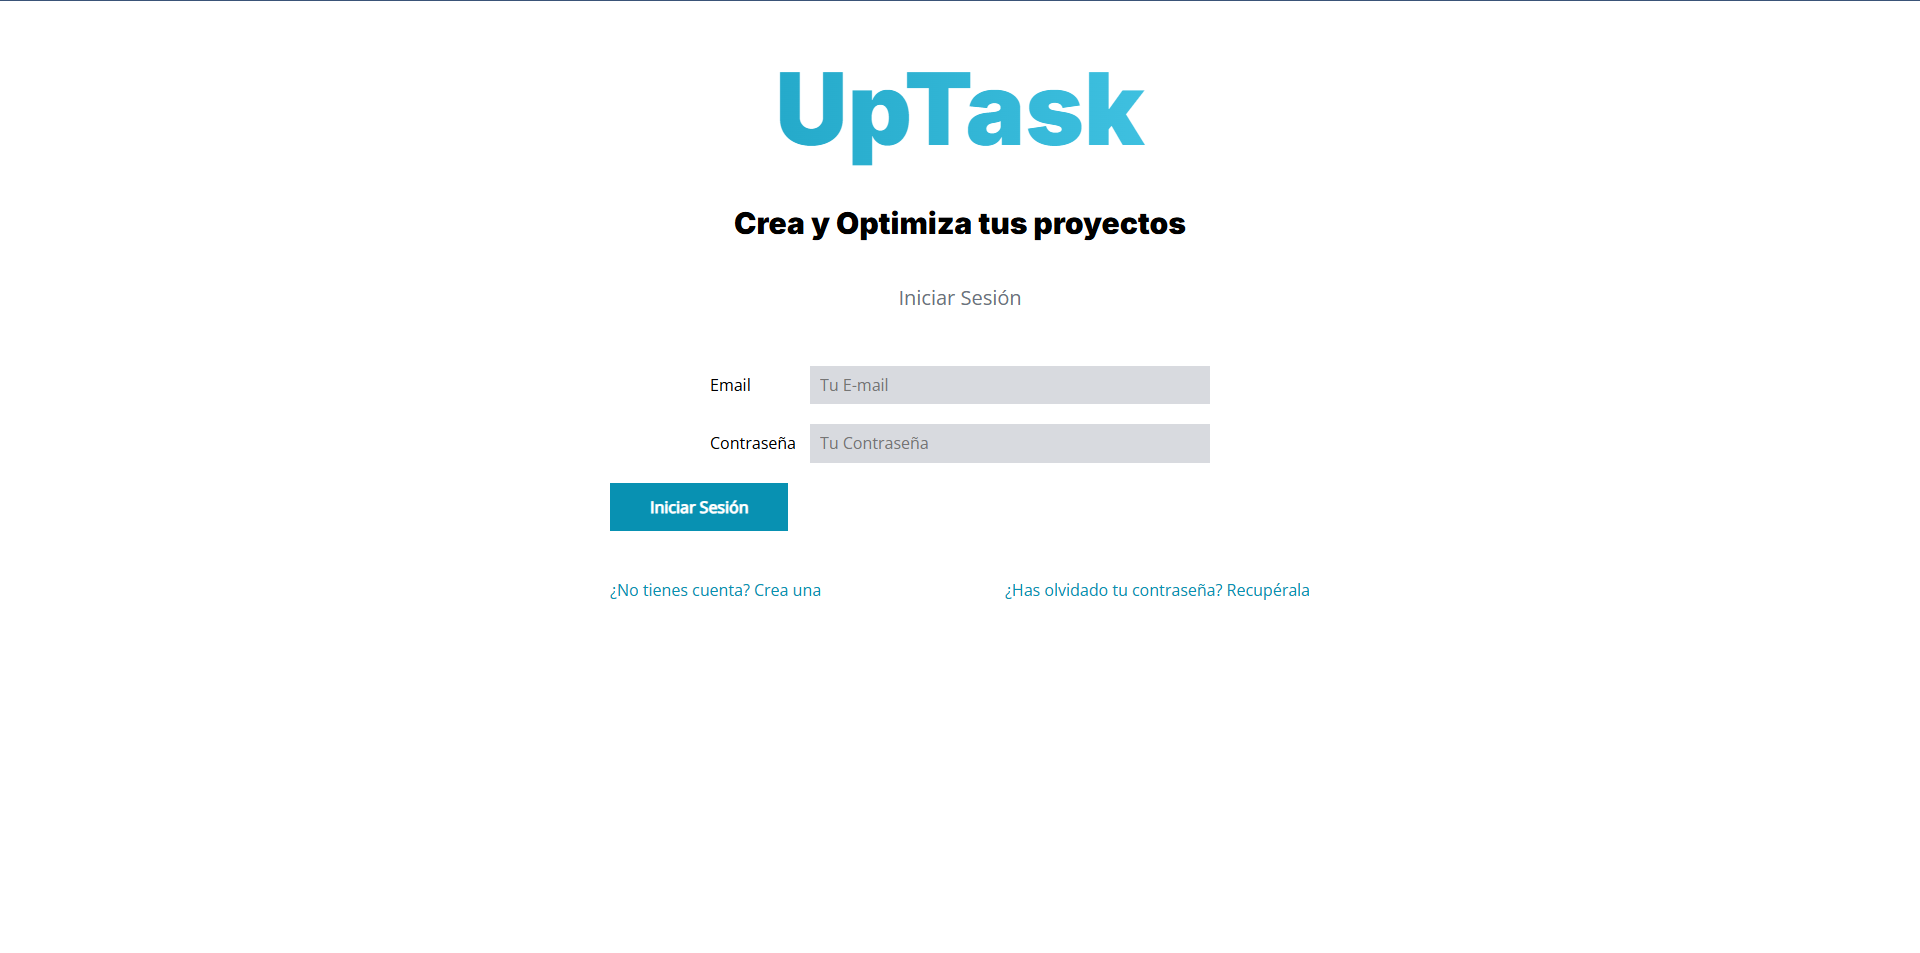 UpTask
Crea y Optimiza tus proyectos
Iniciar Sesión
Email Tu E-mail
Contraseña Tu Contraseña
Iniciar Sesión
¿No tienes cuenta? Crea una ¿Has olvidado tu contraseña? Recupérala